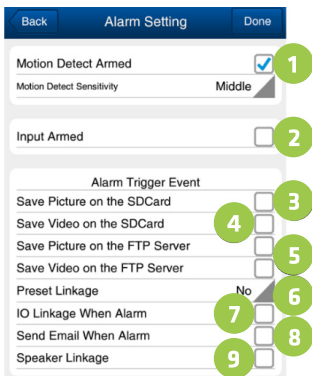 Back Alarm Setting Done
Motion Detect Armed 1
Motion Detect Sensitivity Middle
Input Armed 2
Alarm Trigger Event
Save Picture on the SDCard 3
Save Video on the SDCard 4
Save Picture on the FTP Server
Save Video on the FTP Server 5
Preset Linkage No 6
IO Linkage When Alarm 7
Send Email When Alarm 8
Speaker Linkage 9